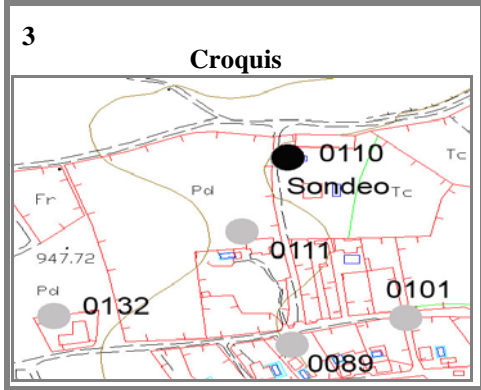 3
Croquis
0110
Tc
Sondeo
Tc
Pd
Fr
0111
947.72
Pd
0132
0101
0089